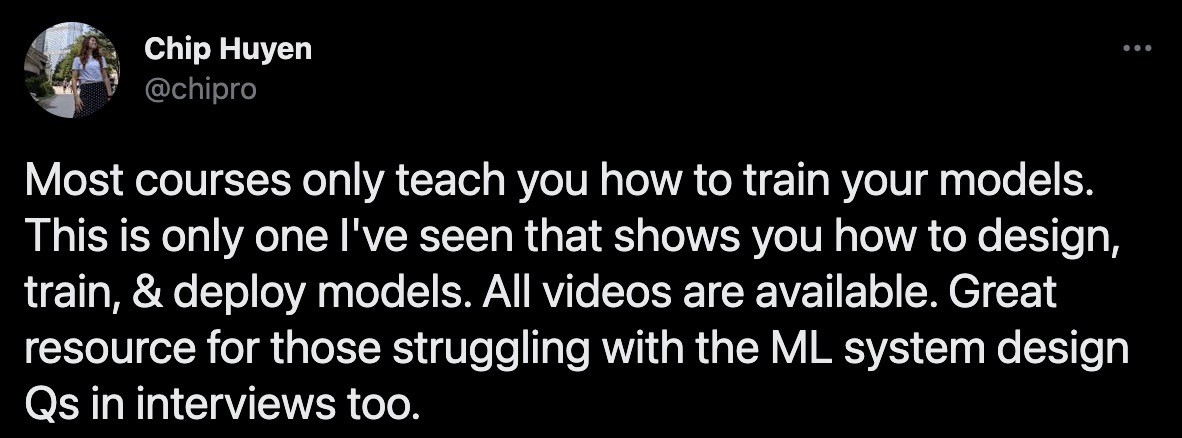 Chip Huyen
@chipro
Most courses only teach you how to train your models.
This is only one I've seen that shows you how to design,
train, & deploy models. All videos are available. Great
resource for those struggling with the ML system design
Qs in interviews too.